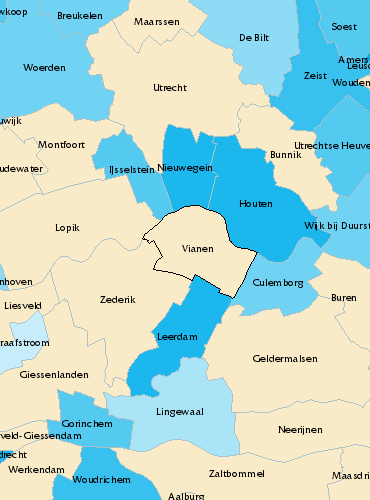 wkoop
Breukelen
Maarssen
Soest
De Bilt
Amers
Woerden
Zeist
Leusd
Utrecht
Wouden
uwijk
Montfoort
Utrechtse Heuve
Bunnik
IJsselstein
Nieuwegein
udewater
Houten
Lopik
Wijk bij Duurst
Vianen
enhoven
Culemborg
Buren
Zederik
Liesveld
Leerdam
raafstroom
Geldermalsen
Giessenlanden
Lingewaal
Gorinchem
Neerijnen
veld-Giessendam
drecht
Werkendam
Zaltbommel
Maasdri
Woudrichem
Aalburg